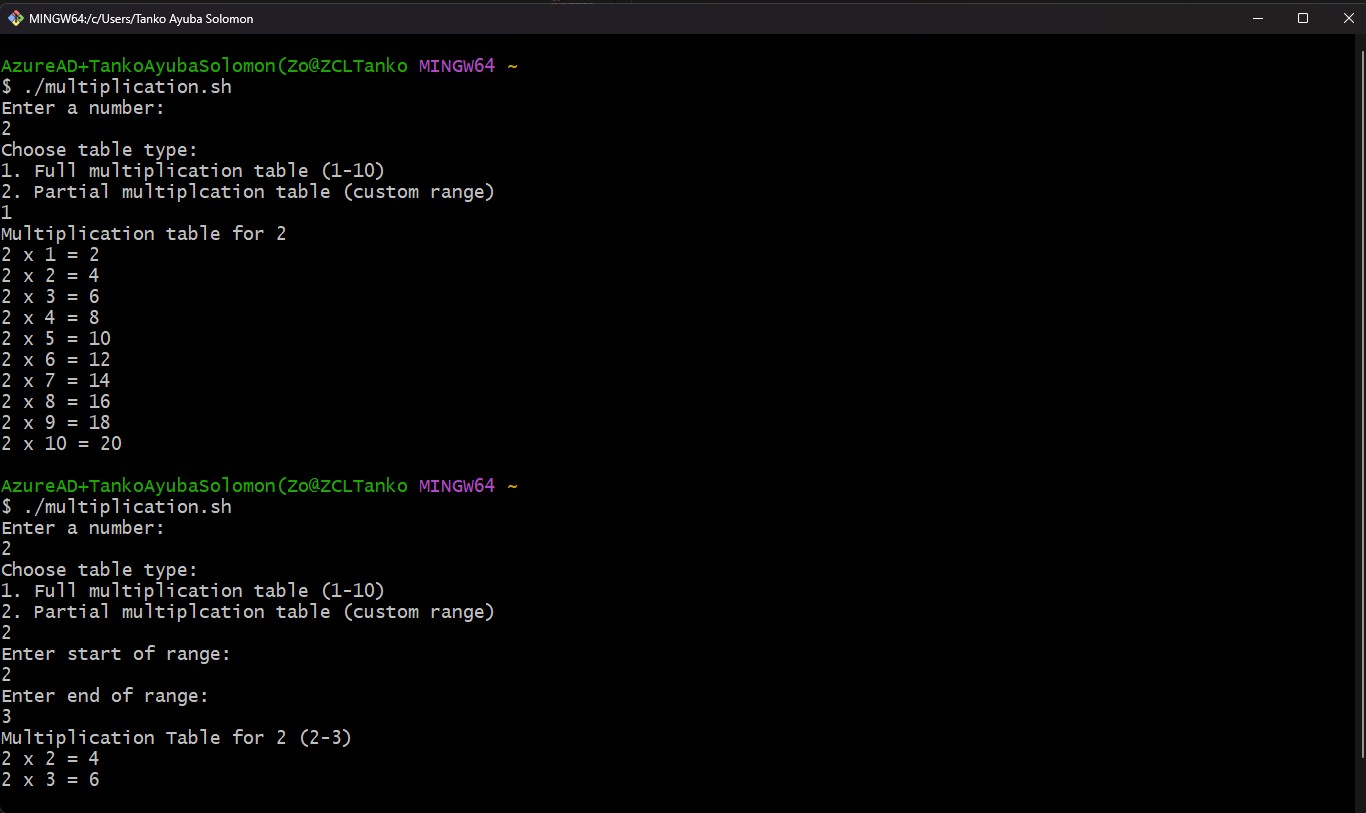 MINGW64:/c/Users/Tanko Ayuba Solomon
AzureAD+TankoAyubaSolomon(Zo@ZCLTanko MINGW64 ~
$ ./multiplication.sh
Enter a number:
2
Choose table type:
1. Full multiplication table (1-10)
2. Partial multiplcation table (custom range)
1
Multiplication table for 2
2 x 1 = 2
2 x 2 = 4
2 x 3 = 6
2 x 4 = 8
2 x 5 = 10
2 x 6 = 12
2 x 7 = 14
2 x 8 = 16
2 x 9 = 18
2 x 10 = 20
AzureAD+TankoAyubaSolomon(Zo@ZCLTanko MINGW64 ~
$ ./multiplication.sh
Enter a number:
2
Choose table type:
1. Full multiplication table (1-10)
2. Partial multiplcation table (custom range)
2
Enter start of range:
2
Enter end of range:
3
Multiplication Table for 2 (2-3)
2 x 2 = 4
2 x 3 = 6